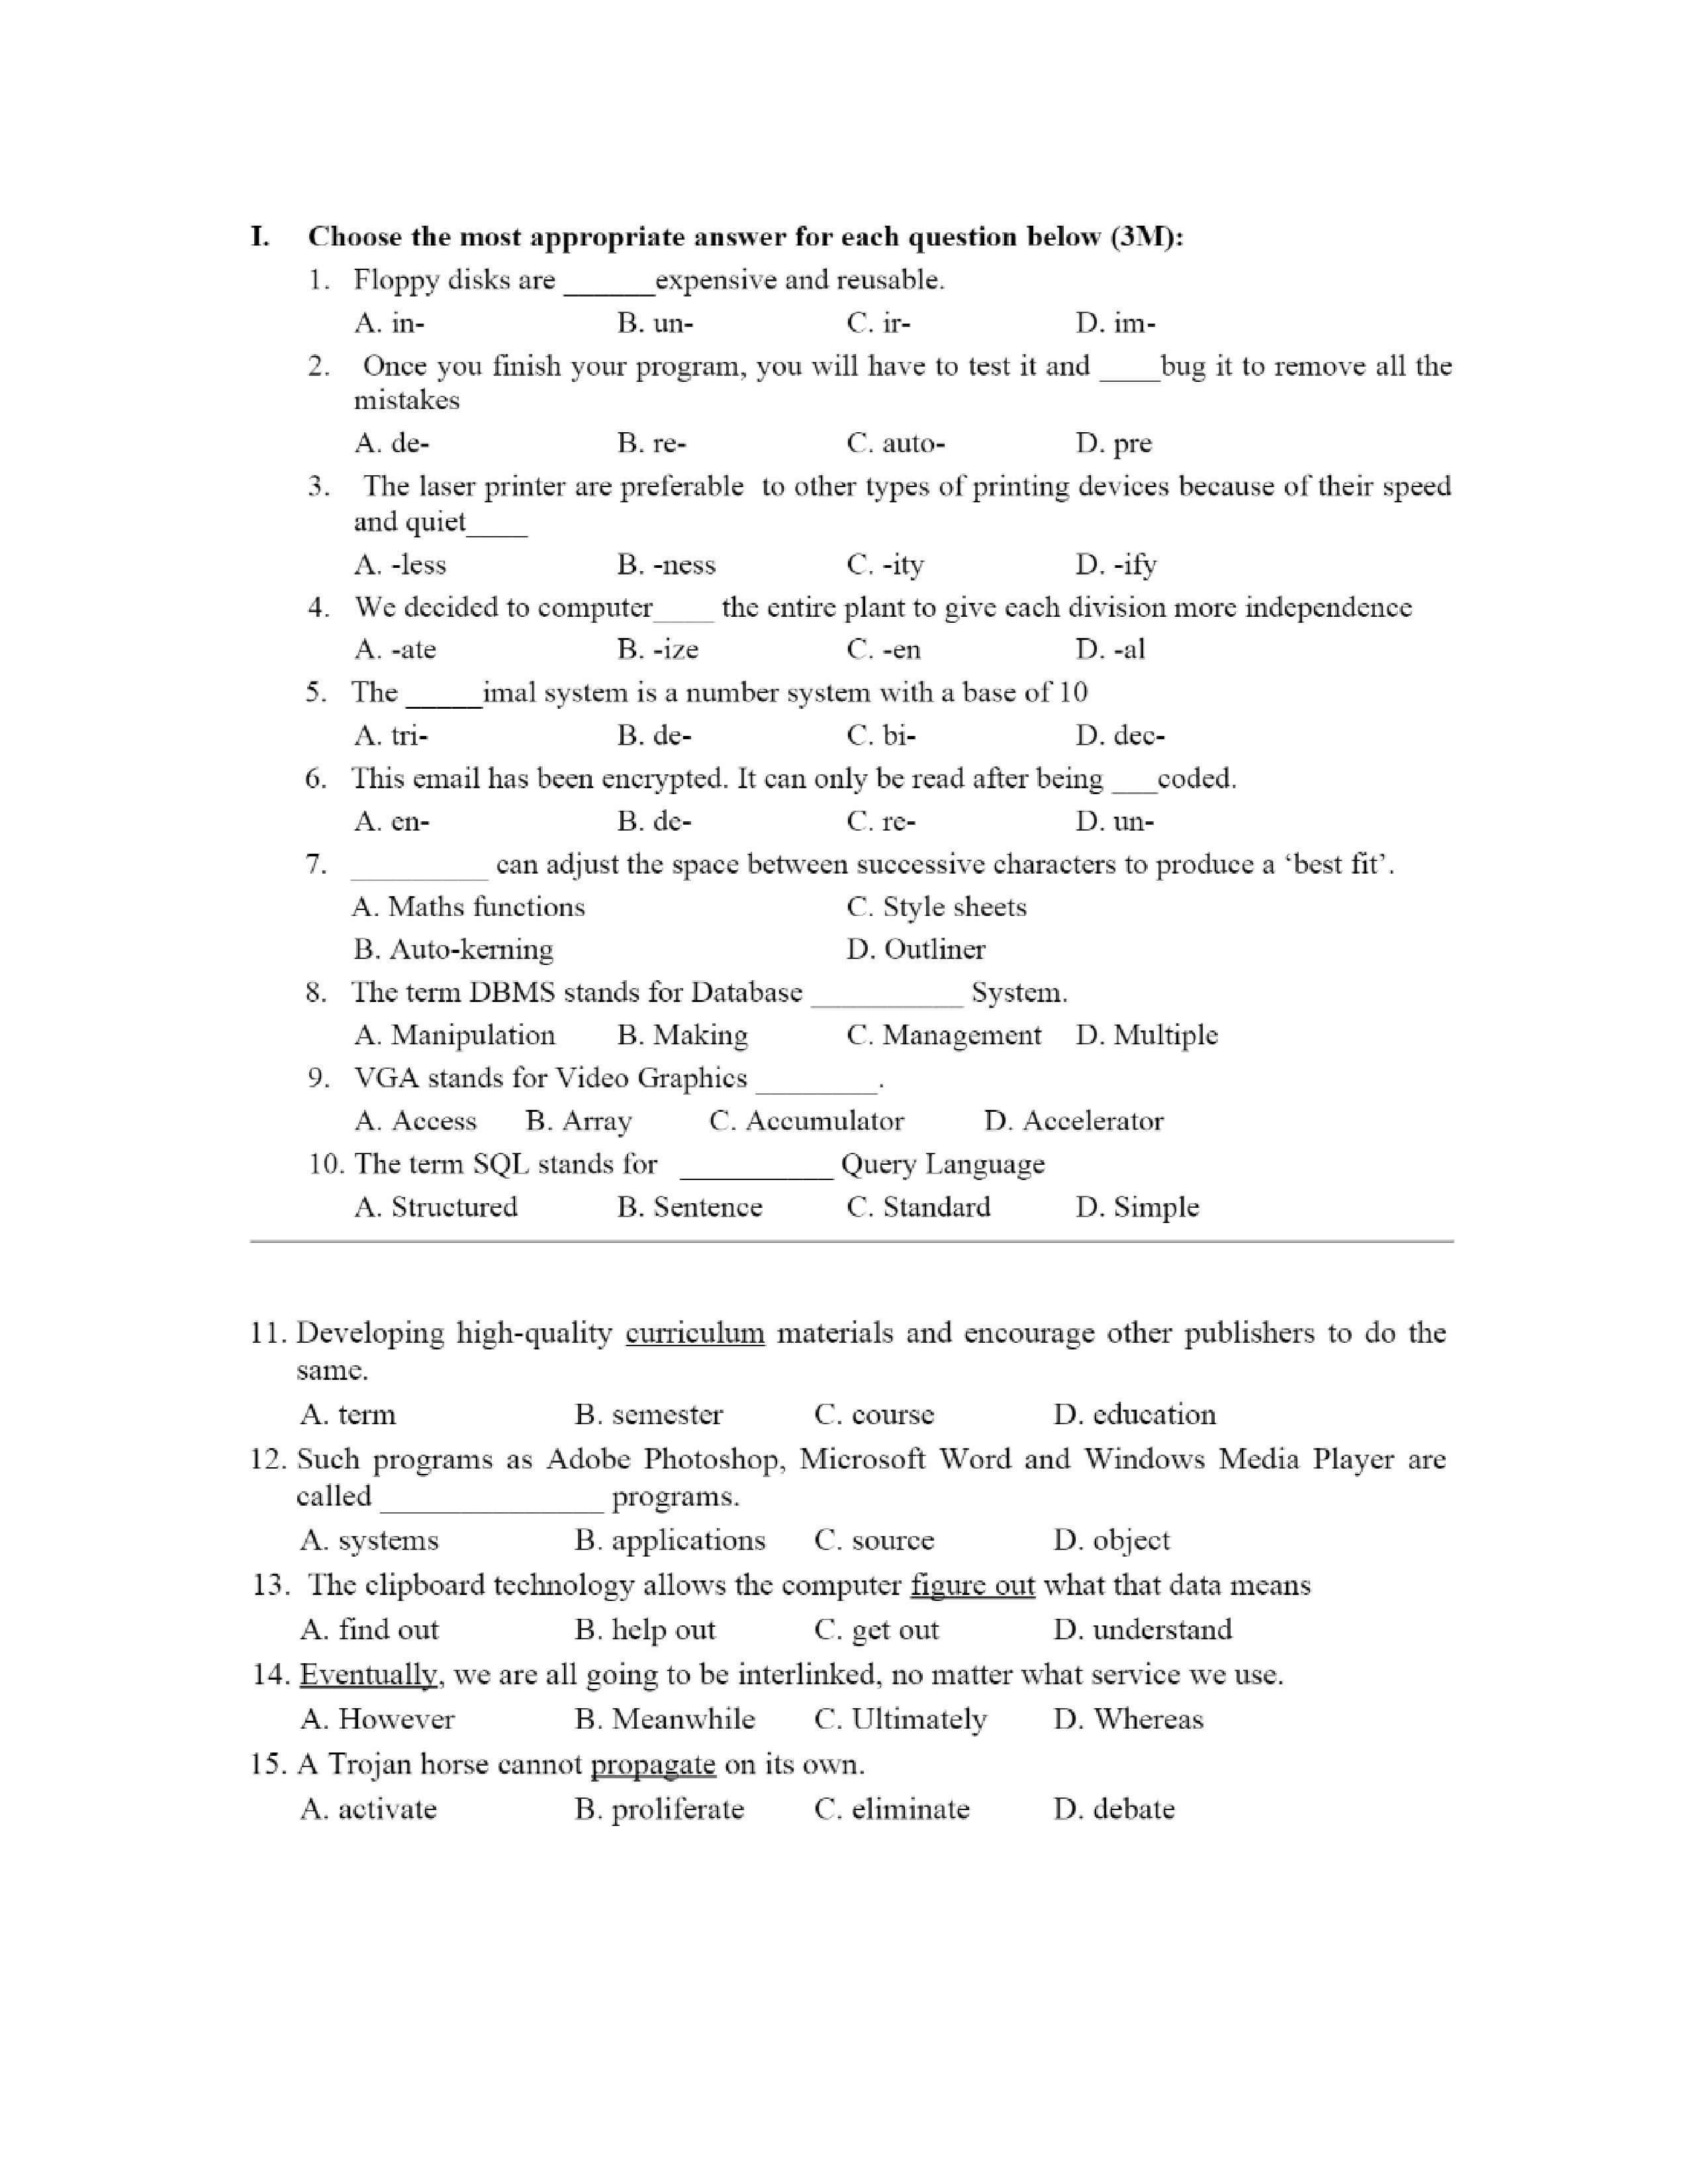 I. Choose the most appropriate answer for each question below (3M):
1. Floppy disks are ______expensive and reusable.
A. in- B. un- C. ir- D. im-
2. Once you finish your program, you will have to test it and ____bug it to remove all the
mistakes
A. de- B. re- C. auto- D. pre
3. The laser printer are preferable to other types of printing devices because of their speed
and quiet____
A. -less B. -ness C. -ity D. -ify
4. We decided to computer____ the entire plant to give each division more independence
A. -ate B. -ize C. -en D. -al
5. The _____imal system is a number system with a base of 10
A. tri- B. de- C. bi- D. dec-
6. This email has been encrypted. It can only be read after being ___coded.
A. en- B. de- C. re- D. un-
7. _________ can adjust the space between successive characters to produce a ‘best fit’.
A. Maths functions C. Style sheets
B. Auto-kerning D. Outliner
8. The term DBMS stands for Database __________ System.
A. Manipulation B. Making C. Management D. Multiple
9. VGA stands for Video Graphics ________.
A. Access B. Array C. Accumulator D. Accelerator
10. The term SQL stands for __________ Query Language
A. Structured B. Sentence C. Standard D. Simple
11. Developing high-quality curriculum materials and encourage other publishers to do the
same.
A. term B. semester C. course D. education
12. Such programs as Adobe Photoshop, Microsoft Word and Windows Media Player are
called ______________ programs.
A. systems B. applications C. source D. object
13. The clipboard technology allows the computer figure out what that data means
A. find out B. help out C. get out D. understand
14. Eventually, we are all going to be interlinked, no matter what service we use.
A. However B. Meanwhile C. Ultimately D. Whereas
15. A Trojan horse cannot propagate on its own.
A. activate B. proliferate C. eliminate D. debate